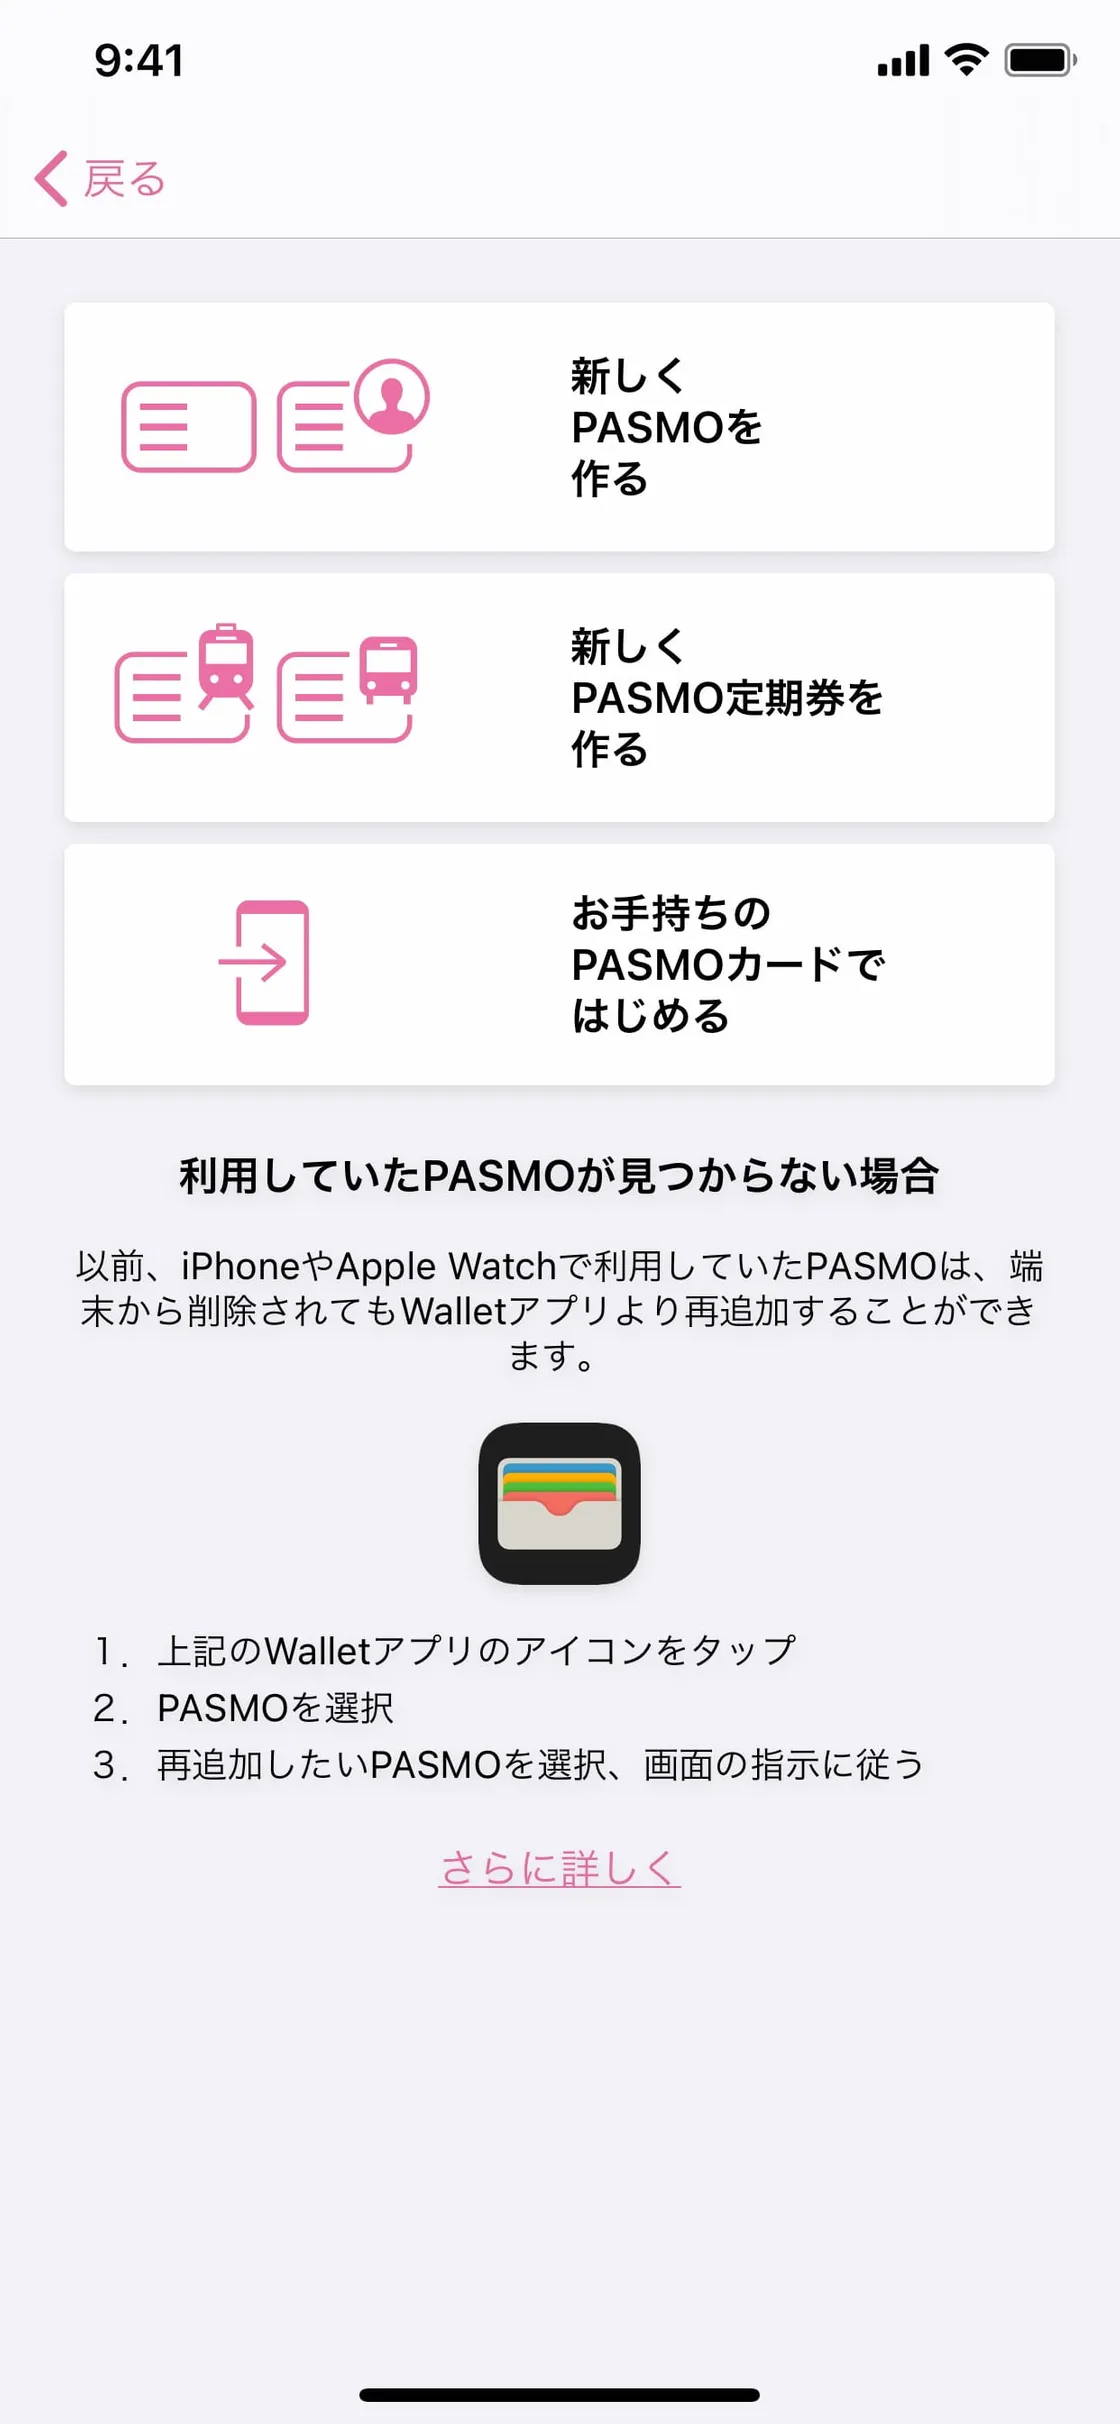 9:41
戻る
新しく
PASMOを
作る
新しく
PASMO定期券を
作る
お手持ちの
PASMOカードで
はじめる
利用していたPASMOが見つからない場合
以前、iPhoneやApple Watchで利用していたPASMOは、端
末から削除されてもWalletアプリより再追加することができ
ます。
1. 上記のWalletアプリのアイコンをタップ
2. PASMOを選択
3. 再追加したいPASMOを選択、画面の指示に従う
さらに詳しく